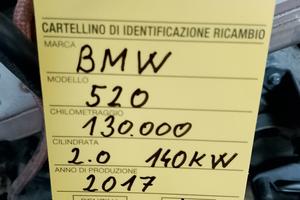 CARTELLINO DI IDENTIFICAZIONE RICAMBIO
MARCA
BMW
MODELLO
520
CHILOMETRAGGIO
130.000
CILINDRATA
2.0 140KW
ANNO DI PRODUZIONE
2017